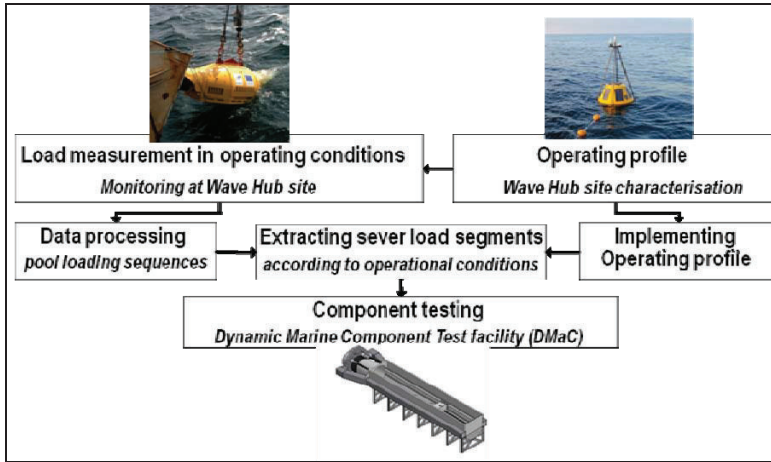 Load measurement in operating conditions
Monitoring at Wave Hub site
Operating profile
Wave Hub site characterisation
Data processing
pool loading sequences
Extracting sever load segments
according to operational conditions
Implementing
Operating profile
Component testing
Dynamic Marine Component Test facility (DMaC)